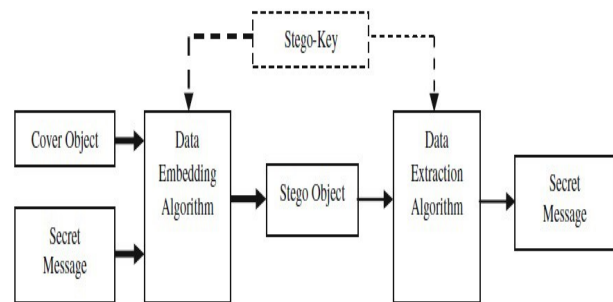 Stego-Key
Cover Object
Secret
Message
Data
Embedding
Algorithm
Stego Object
Data
Extraction
Algorithm
Secret
Message